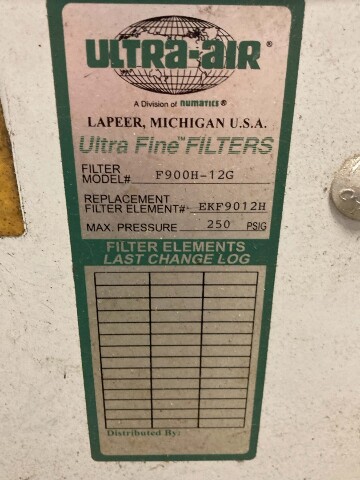 ULTRA-AIR®
A Division of NUMATICS®
LAPEER, MICHIGAN U.S.A.
Ultra Fine™ FILTERS
FILTER
MODEL# F900H-12G
REPLACEMENT
FILTER ELEMENT# EKF9012H
MAX. PRESSURE 250 PSIG
FILTER ELEMENTS
LAST CHANGE LOG
Distributed By: